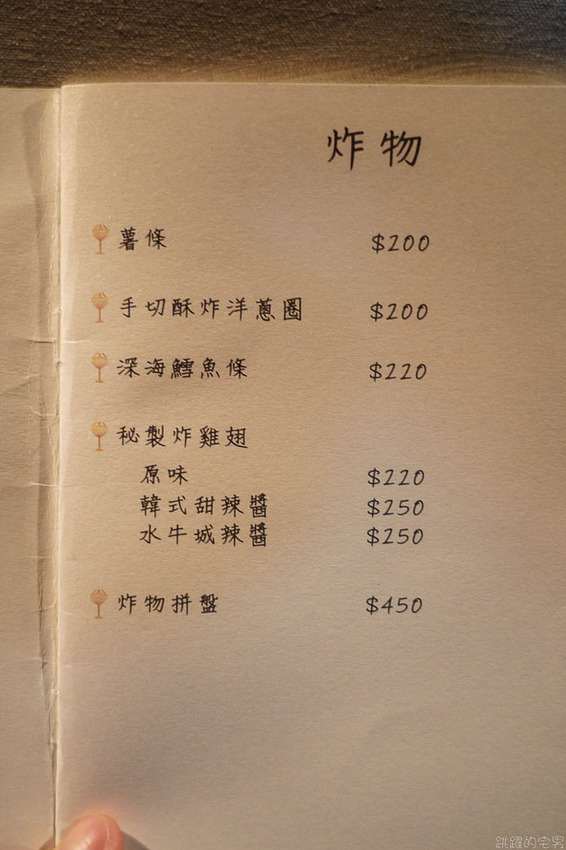 炸物
薯條 $200
手切酥炸洋蔥圈 $200
深海鱈魚條 $220
秘製炸雞翅
原味 $220
韓式甜辣醬 $250
水牛城辣醬 $250
炸物拼盤 $450
跳躍的宅男